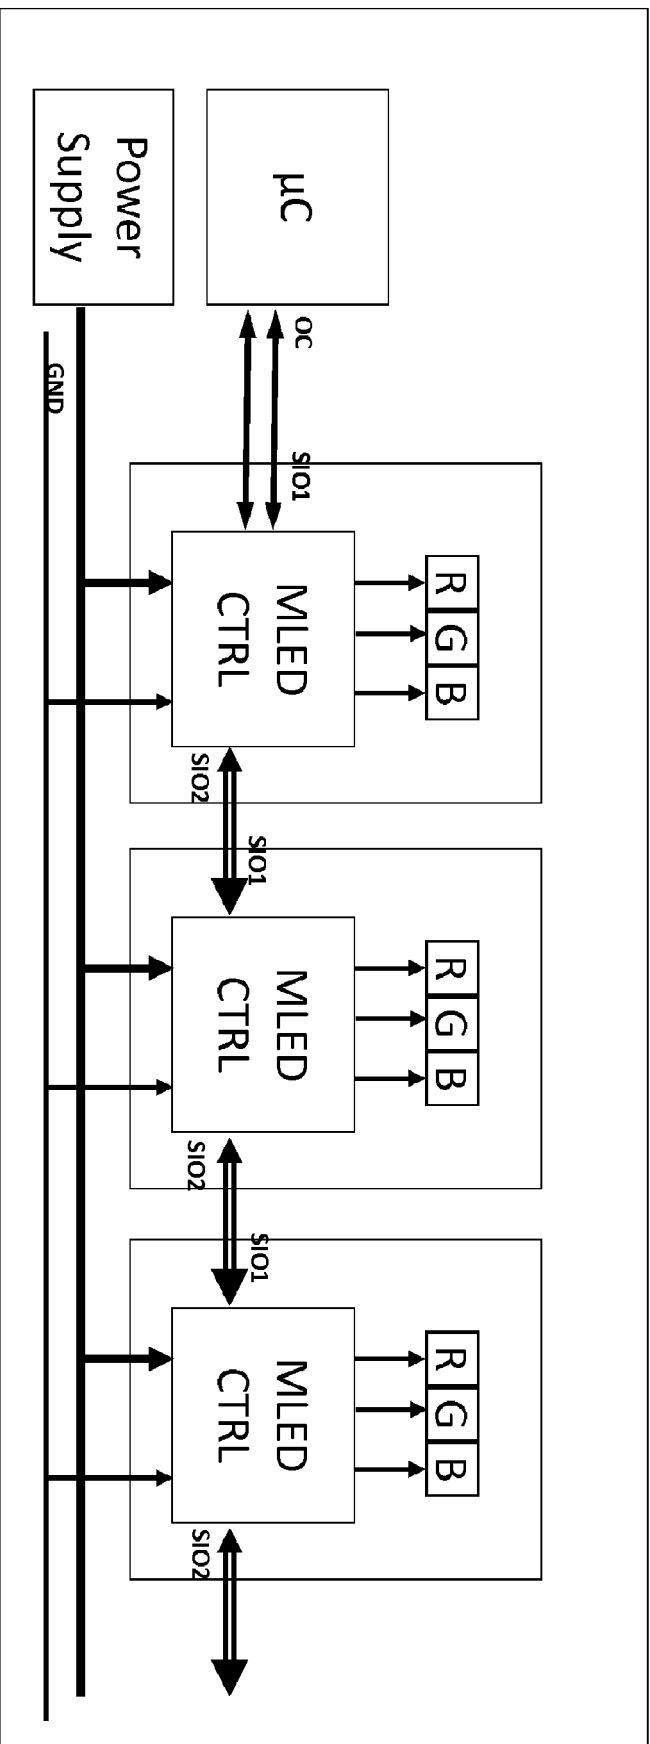 R G B
R G B
R G B
µC
OC
SIO1
MLED
CTRL
SIO2
SIO1
MLED
CTRL
SIO2
SIO1
MLED
CTRL
SIO2
Power
Supply
GND